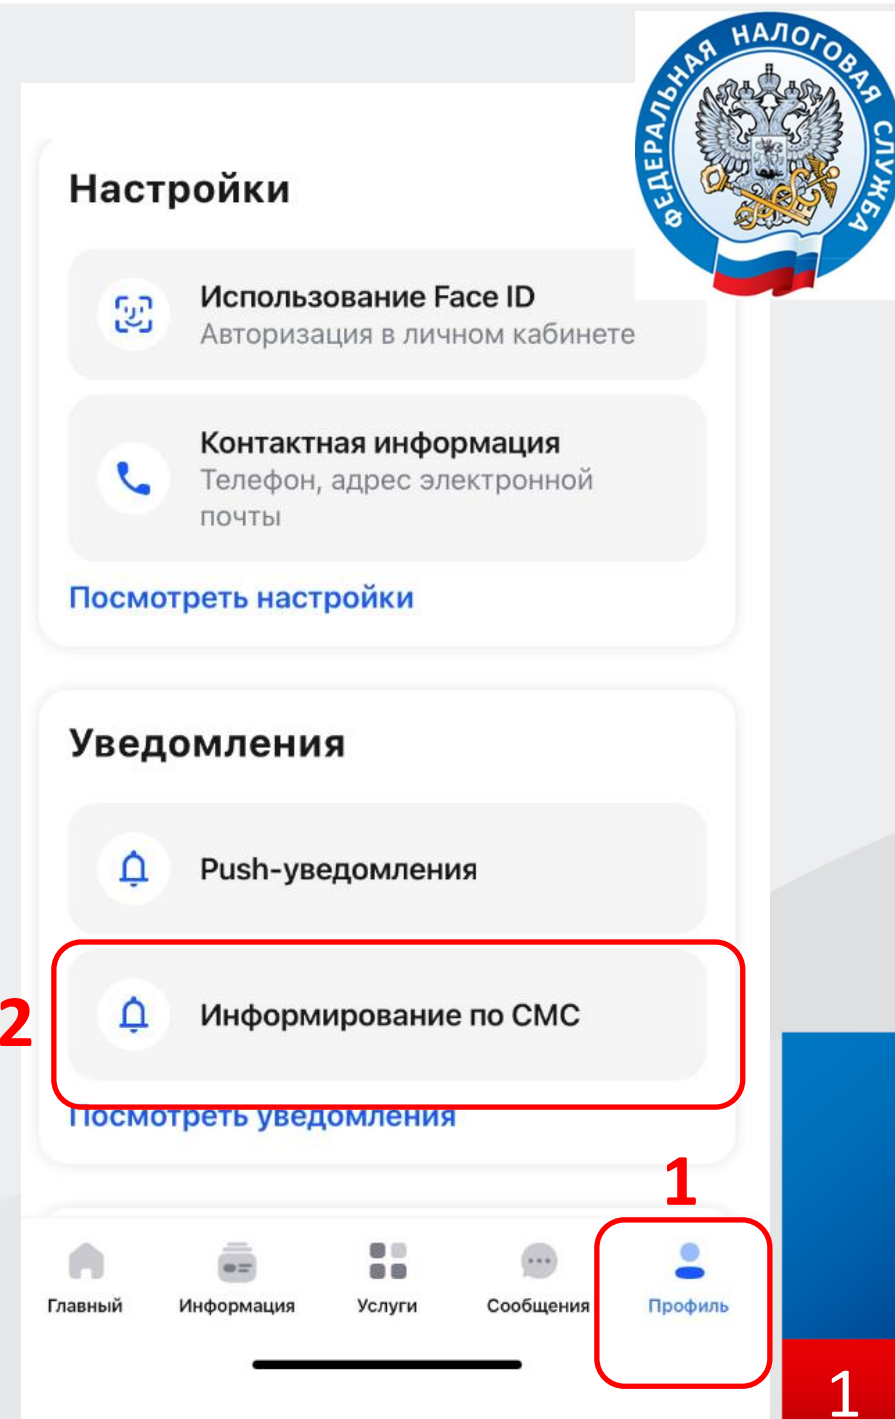 ФЕДЕРАЛЬНАЯ НАЛОГОВАЯ СЛУЖБА
Настройки
Использование Face ID
Авторизация в личном кабинете
Контактная информация
Телефон, адрес электронной
почты
Посмотреть настройки
Уведомления
Push-уведомления
2
Информирование по СМС
Посмотреть уведомления
1
Главный
Информация
Услуги
Сообщения
Профиль
1